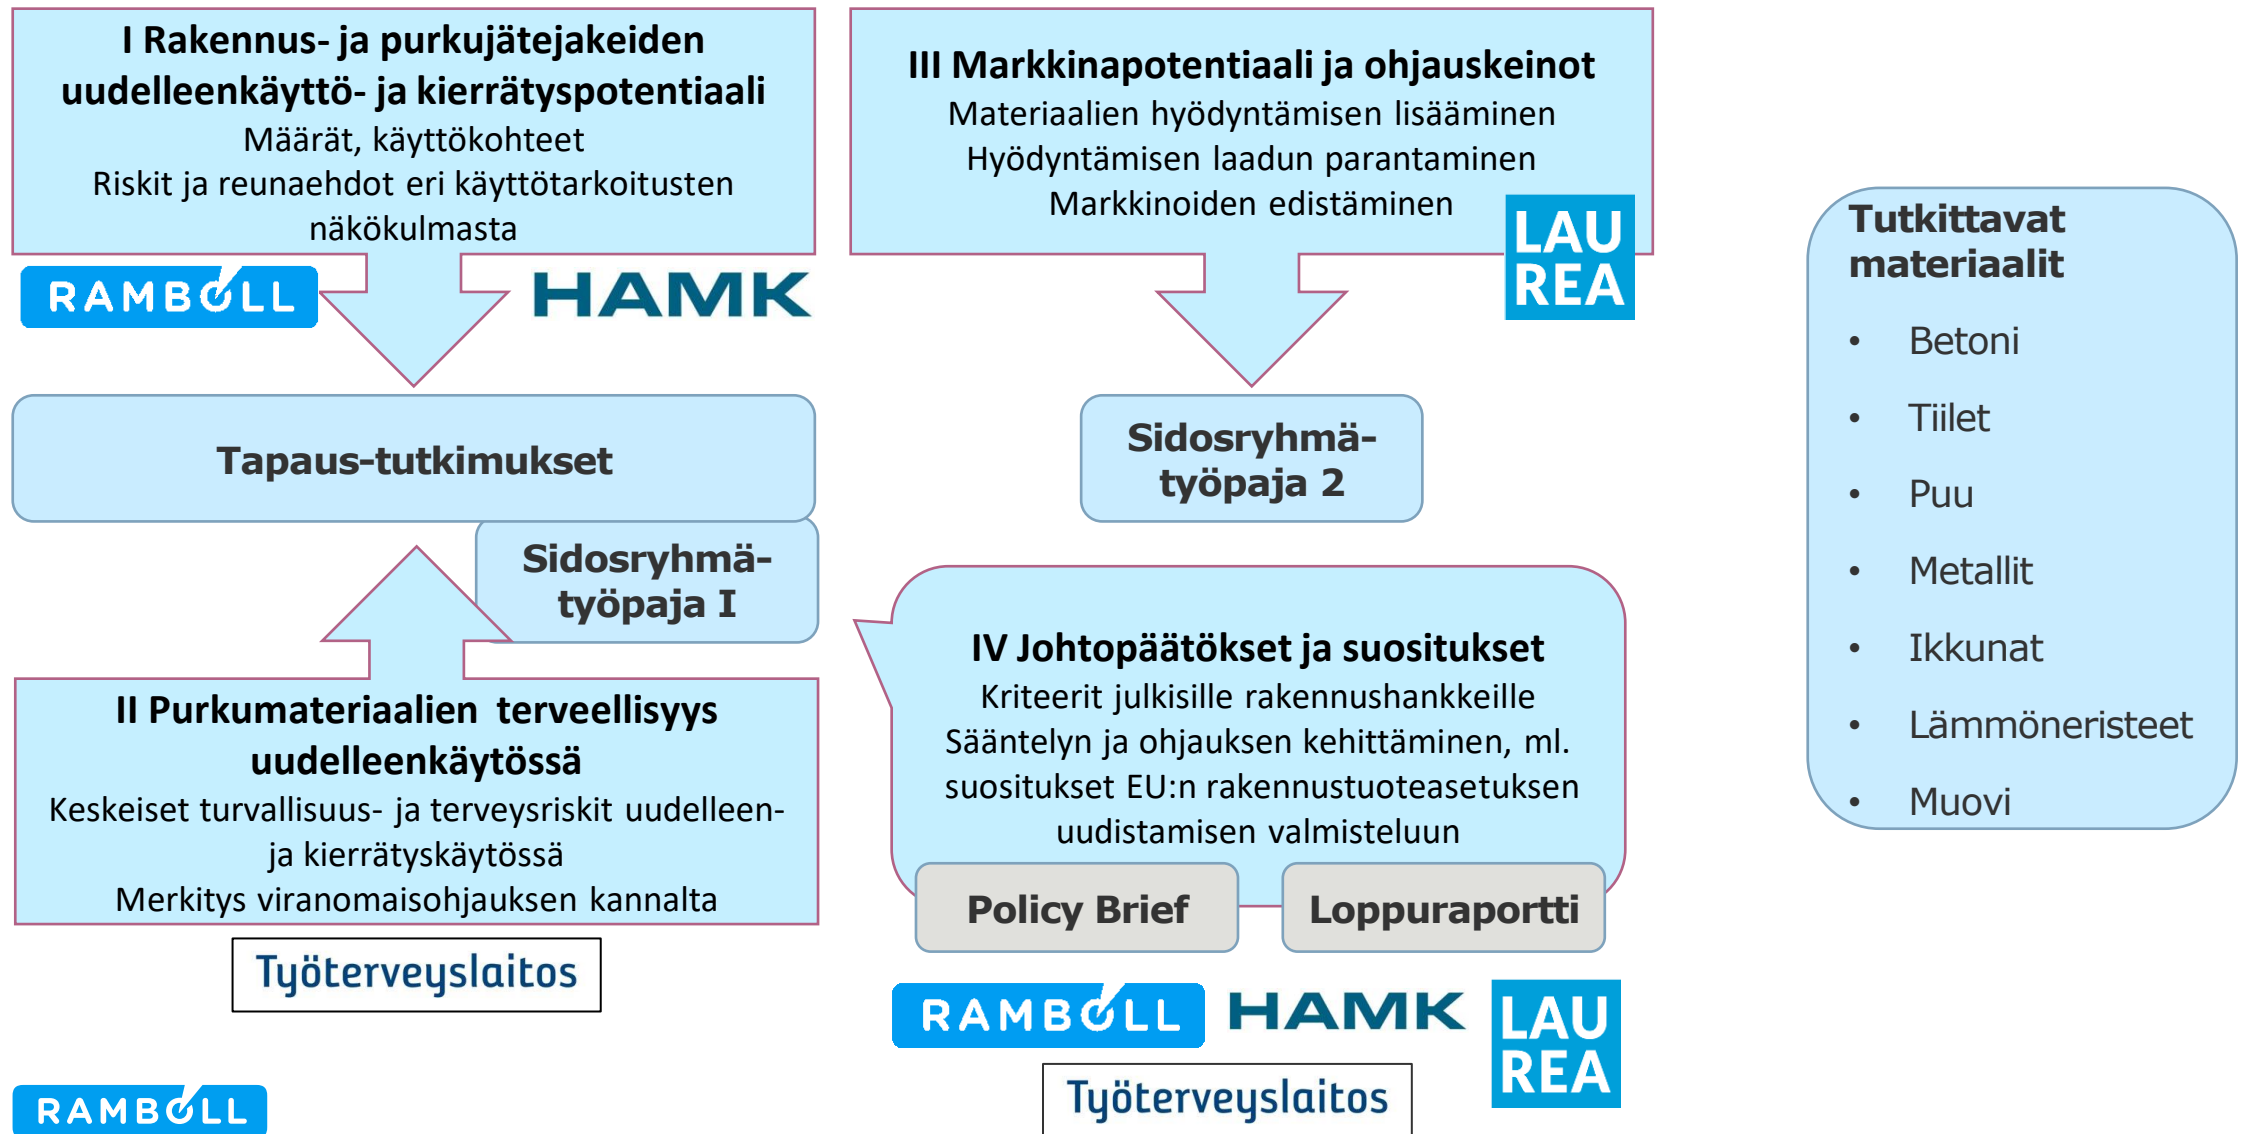 I Rakennus- ja purkujätejakeiden
uudelleenkäyttö- ja kierrätyspotentiaali
Määrät, käyttökohteet
Riskit ja reunaehdot eri käyttötarkoitusten
näkökulmasta
RAMBOLL
HAMK
Tapaus-tutkimukset
Sidosryhmä-
työpaja I
II Purkumateriaalien terveellisyys
uudelleenkäytössä
Keskeiset turvallisuus- ja terveysriskit uudelleen-
ja kierrätyskäytössä
Merkitys viranomaisohjauksen kannalta
Työterveyslaitos
RAMBOLL
III Markkinapotentiaali ja ohjauskeinot
Materiaalien hyödyntämisen lisääminen
Hyödyntämisen laadun parantaminen
Markkinoiden edistäminen
LAU
REA
Sidosryhmä-
työpaja 2
IV Johtopäätökset ja suositukset
Kriteerit julkisille rakennushankkeille
Sääntelyn ja ohjauksen kehittäminen, ml.
suositukset EU:n rakennustuoteasetuksen
uudistamisen valmisteluun
Policy Brief
Loppuraportti
RAMBOLL
HAMK
LAU
REA
Työterveyslaitos
Tutkittavat
materiaalit
• Betoni
• Tiilet
• Puu
• Metallit
• Ikkunat
• Lämmöneristeet
• Muovi